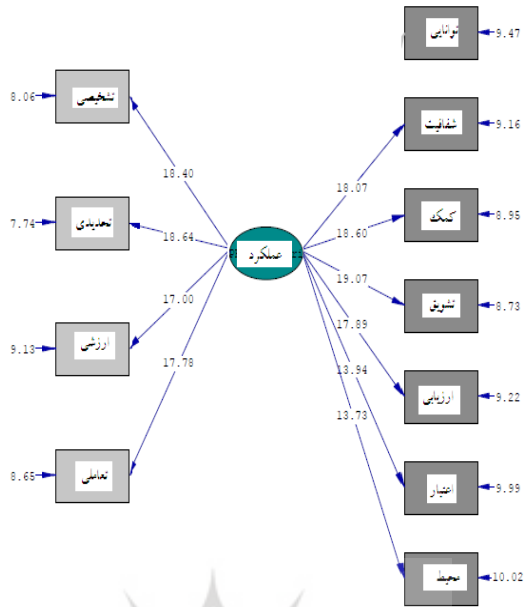 توانایی
9.47
8.06
تشخیصی
شفافیت
9.16
18.40
18.07
7.74
تحدیدی
کمک
8.95
18.64
عملکرد
18.60
19.07
تشویق
8.73
17.00
17.89
9.13
ارزشی
17.78
13.94
ارزیابی
9.22
13.73
8.65
تعاملی
اعتبار
9.99
محیط
10.02